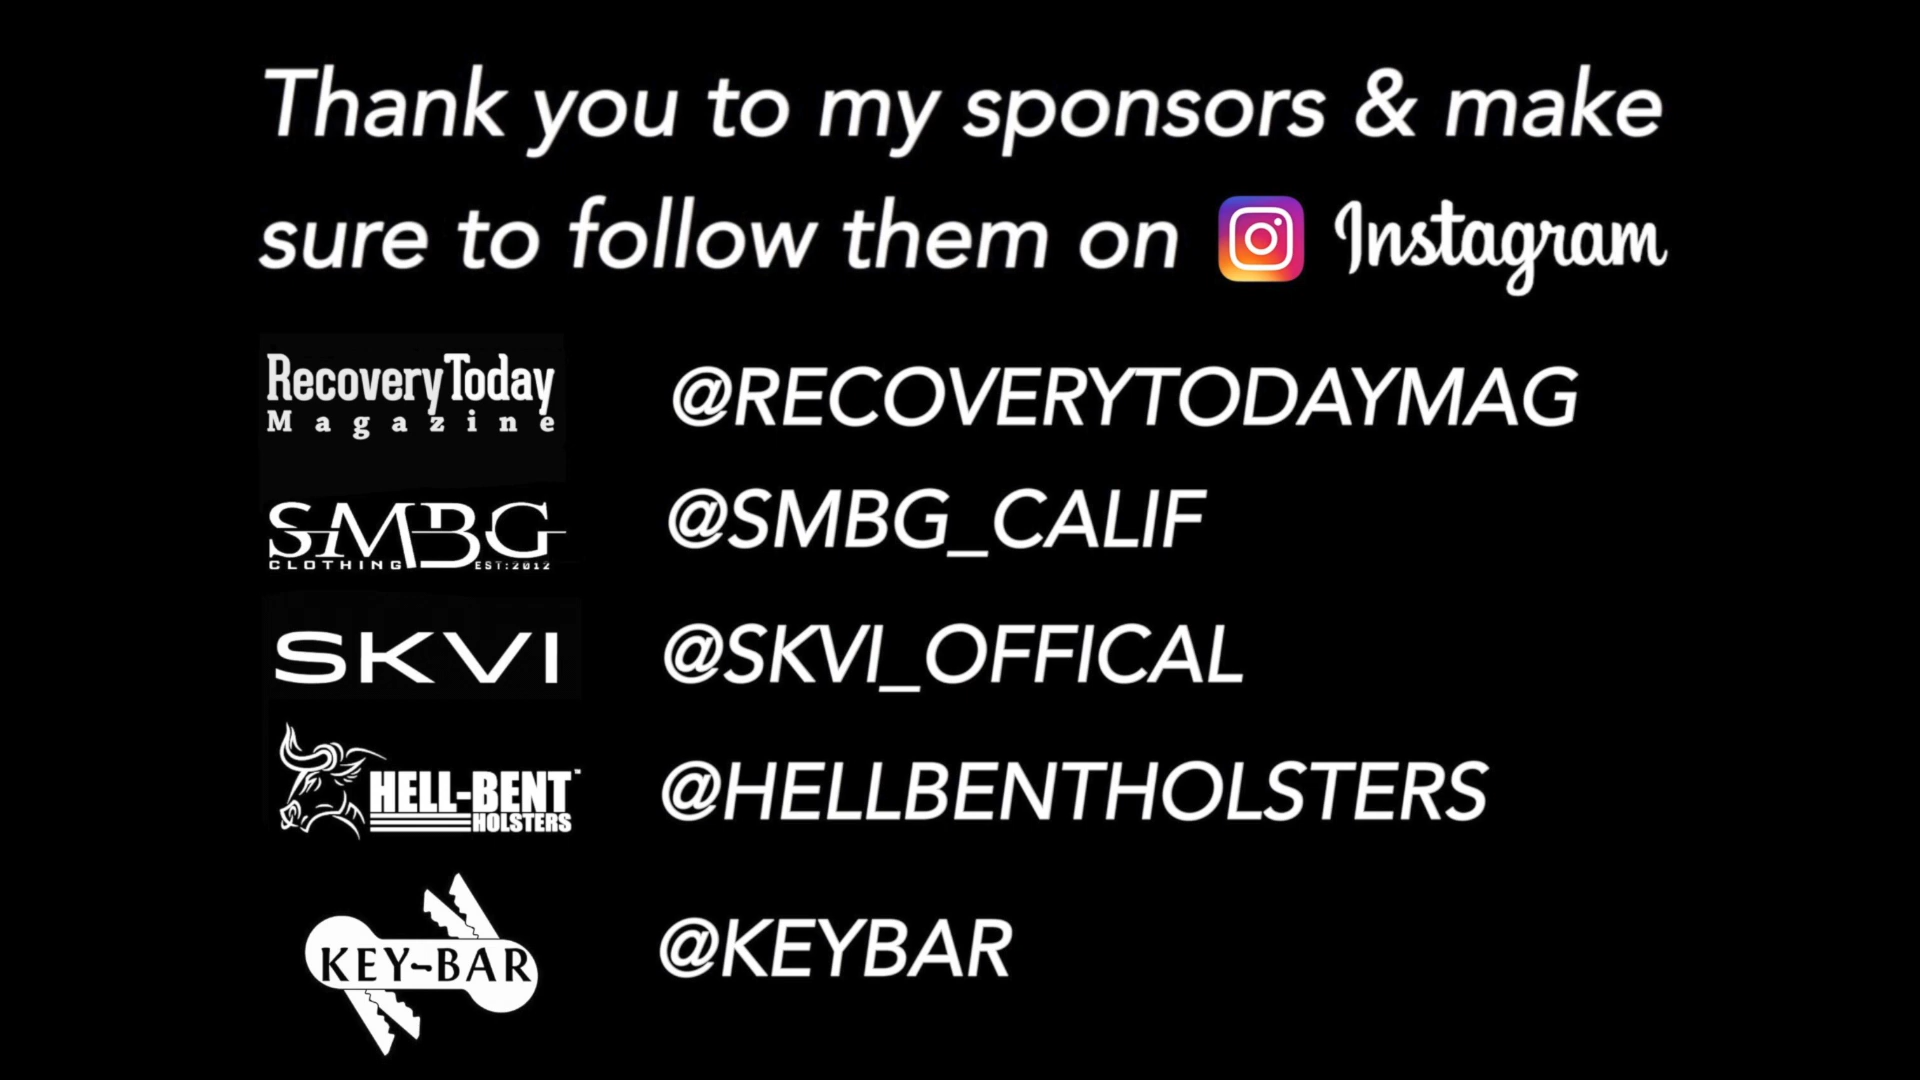 Thank you to my sponsors & make
sure to follow them on Instagram
RecoveryToday
Magazine
@RECOVERYTODAYMAG
SMBG
CLOTHING EST:2012
@SMBG_CALIF
SKVI
@SKVI_OFFICAL
HELL-BENT™
HOLSTERS
@HELLBENTHOLSTERS
KEY-BAR
@KEYBAR